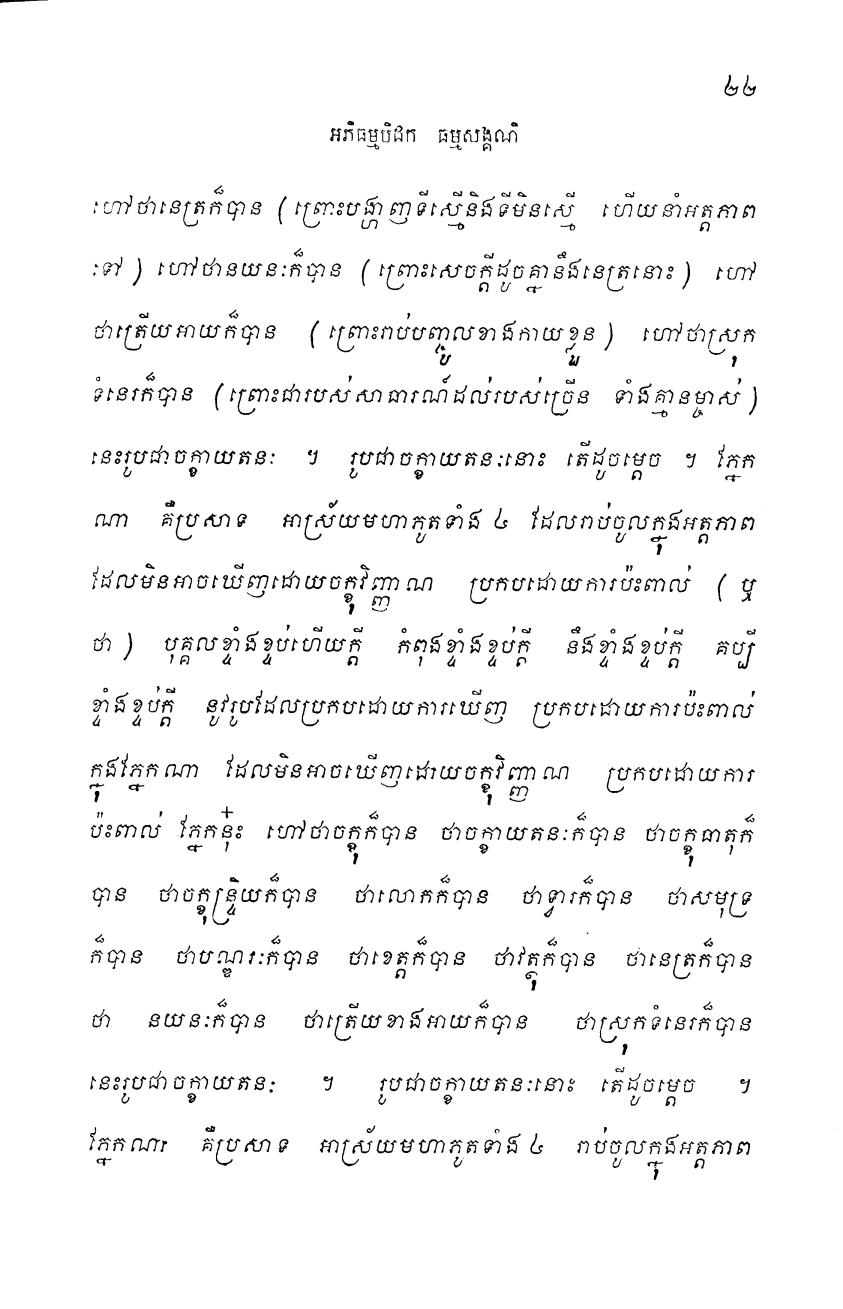 ២២
អភិធម្មបិដក ធម្មសង្គណិ
ហៅថានេត្រក៏បាន (ព្រោះបង្ហាញទីស្មើនិងទីមិនស្មើ ហើយនាំអត្តភាព
ទៅ ) ហៅថានយនៈក៏បាន (ព្រោះសេចក្តីដូចគ្នានឹងនេត្រនោះ) ហៅ
ថាត្រើយអាយក៏បាន (ព្រោះរាប់បញ្ចូលខាងកាយខ្លួន) ហៅថាស្រុក
ទំនេរក៏បាន (ព្រោះជារបស់សាធារណ៍ដល់របស់ច្រើន ទាំងគ្មានម្ចាស់)
នេះរូបជាចក្ខាយតនៈ ។ រូបជាចក្ខាយតនៈនោះ តើដូចម្តេច ។ ភ្នែក
ណា គឺប្រសាទ អាស្រ័យមហាភូតទាំង ៤ ដែលរាប់ចូលក្នុងអត្តភាព
ដែលមិនអាចឃើញដោយចក្ខុវិញ្ញាណ ប្រកបដោយការប៉ះពាល់ ( ឬ
ថា ) បុគ្គលខ្ទាំងខ្ទប់ហើយក្តី កំពុងខ្ទាំងខ្ទប់ក្តី នឹងខ្ទាំងខ្ទប់ក្តី គប្បី
ខ្ទាំងខ្ទប់ក្តី នូវរូបដែលប្រកបដោយការឃើញ ប្រកបដោយការប៉ះពាល់
ក្នុងភ្នែកណា ដែលមិនអាចឃើញដោយចក្ខុវិញ្ញាណ ប្រកបដោយការ
ប៉ះពាល់ ភ្នែកនុ៎ះ ហៅថាចក្ខុក៏បាន ថាចក្ខាយតនៈក៏បាន ថាចក្ខុធាតុក៏
បាន ថាចក្ខុន្ទ្រិយក៏បាន ថាលោកក៏បាន ថាទ្វារក៏បាន ថាសមុទ្រ
ក៏បាន ថាបណ្ឌរៈក៏បាន ថាខេត្តក៏បាន ថាវត្ថុក៏បាន ថានេត្រក៏បាន
ថា នយនៈក៏បាន ថាត្រើយខាងអាយក៏បាន ថាស្រុកទំនេរក៏បាន
នេះរូបជាចក្ខាយតនៈ ។ រូបជាចក្ខាយតនៈនោះ តើដូចម្តេច ។
ភ្នែកណា គឺប្រសាទ អាស្រ័យមហាភូតទាំង ៤ រាប់ចូលក្នុងអត្តភាព